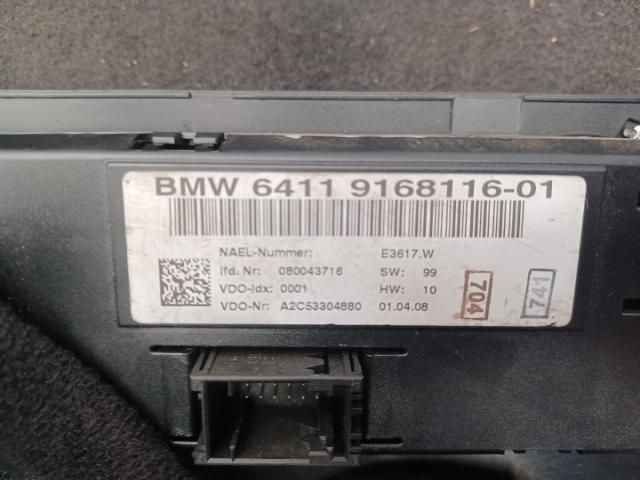 BMW 6411 9168116-01
NAEL-Nummer: E3617.W
lfd. Nr: 080043716 SW: 99
VDO-Idx: 0001 HW: 10
VDO-Nr: A2C53304880 01.04.08
704
741